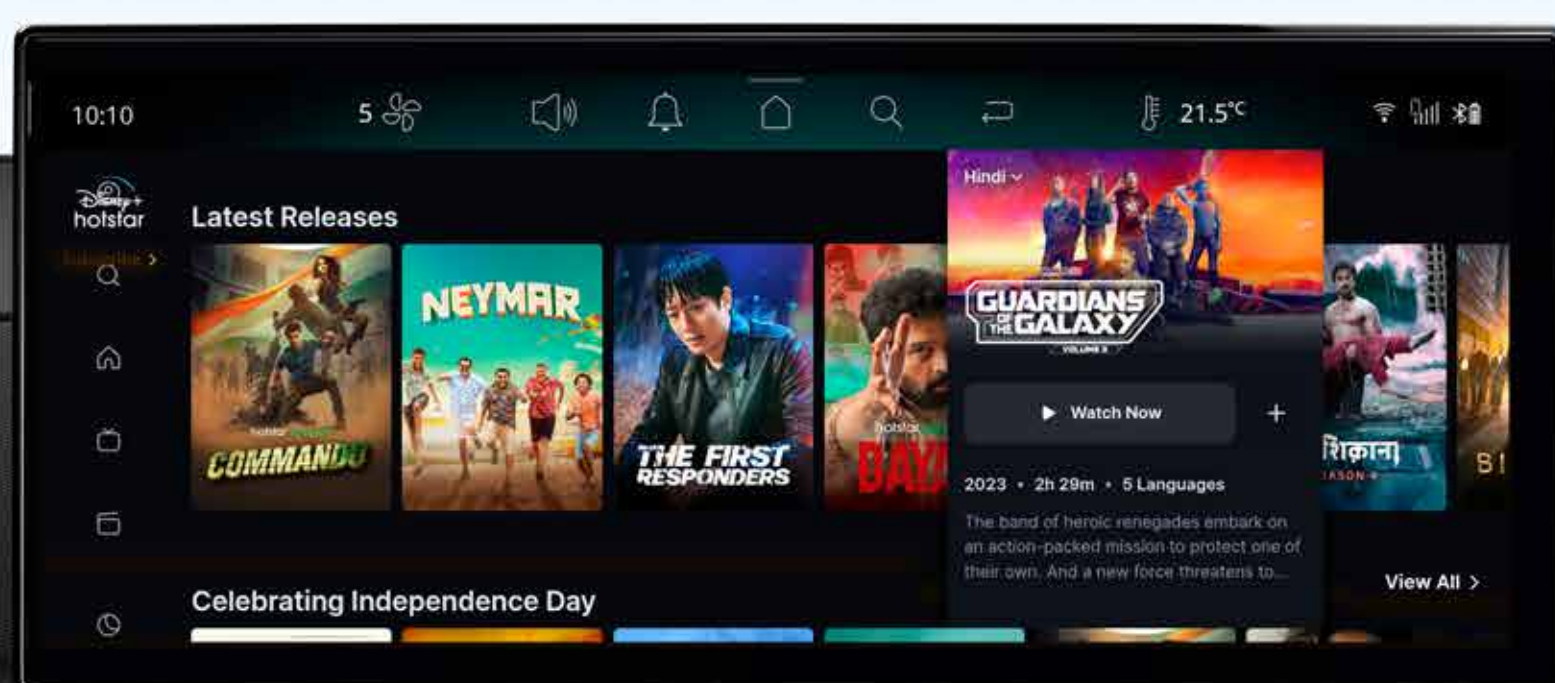 10:10
5
21.5°C
Disney+
hotstar
Subscribe >
Latest Releases
COMMANDO
NEYMAR
THE FIRST
RESPONDERS
hotstar
Hindi
GUARDIANS
OF THE GALAXY
VOLUME 3
Watch Now
2023 • 2h 29m • 5 Languages
The band of heroic renegades embark on
an action-packed mission to protect one of
their own. And a new force threatens to...
View All >
Celebrating Independence Day